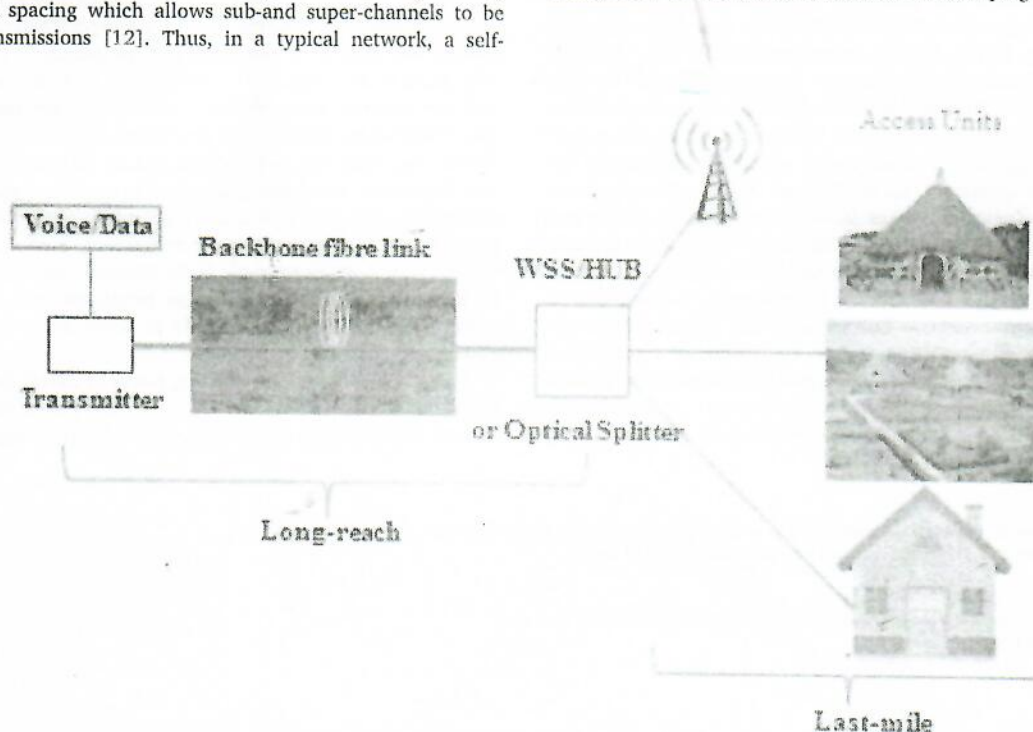 spacing which allows sub-and super-channels to be
nsmissions [12]. Thus, in a typical network, a self-
Access Units
Voice/Data
Backbone fibre link
WSS/HUB
Transmitter
or Optical Splitter
Long-reach
Last-mile